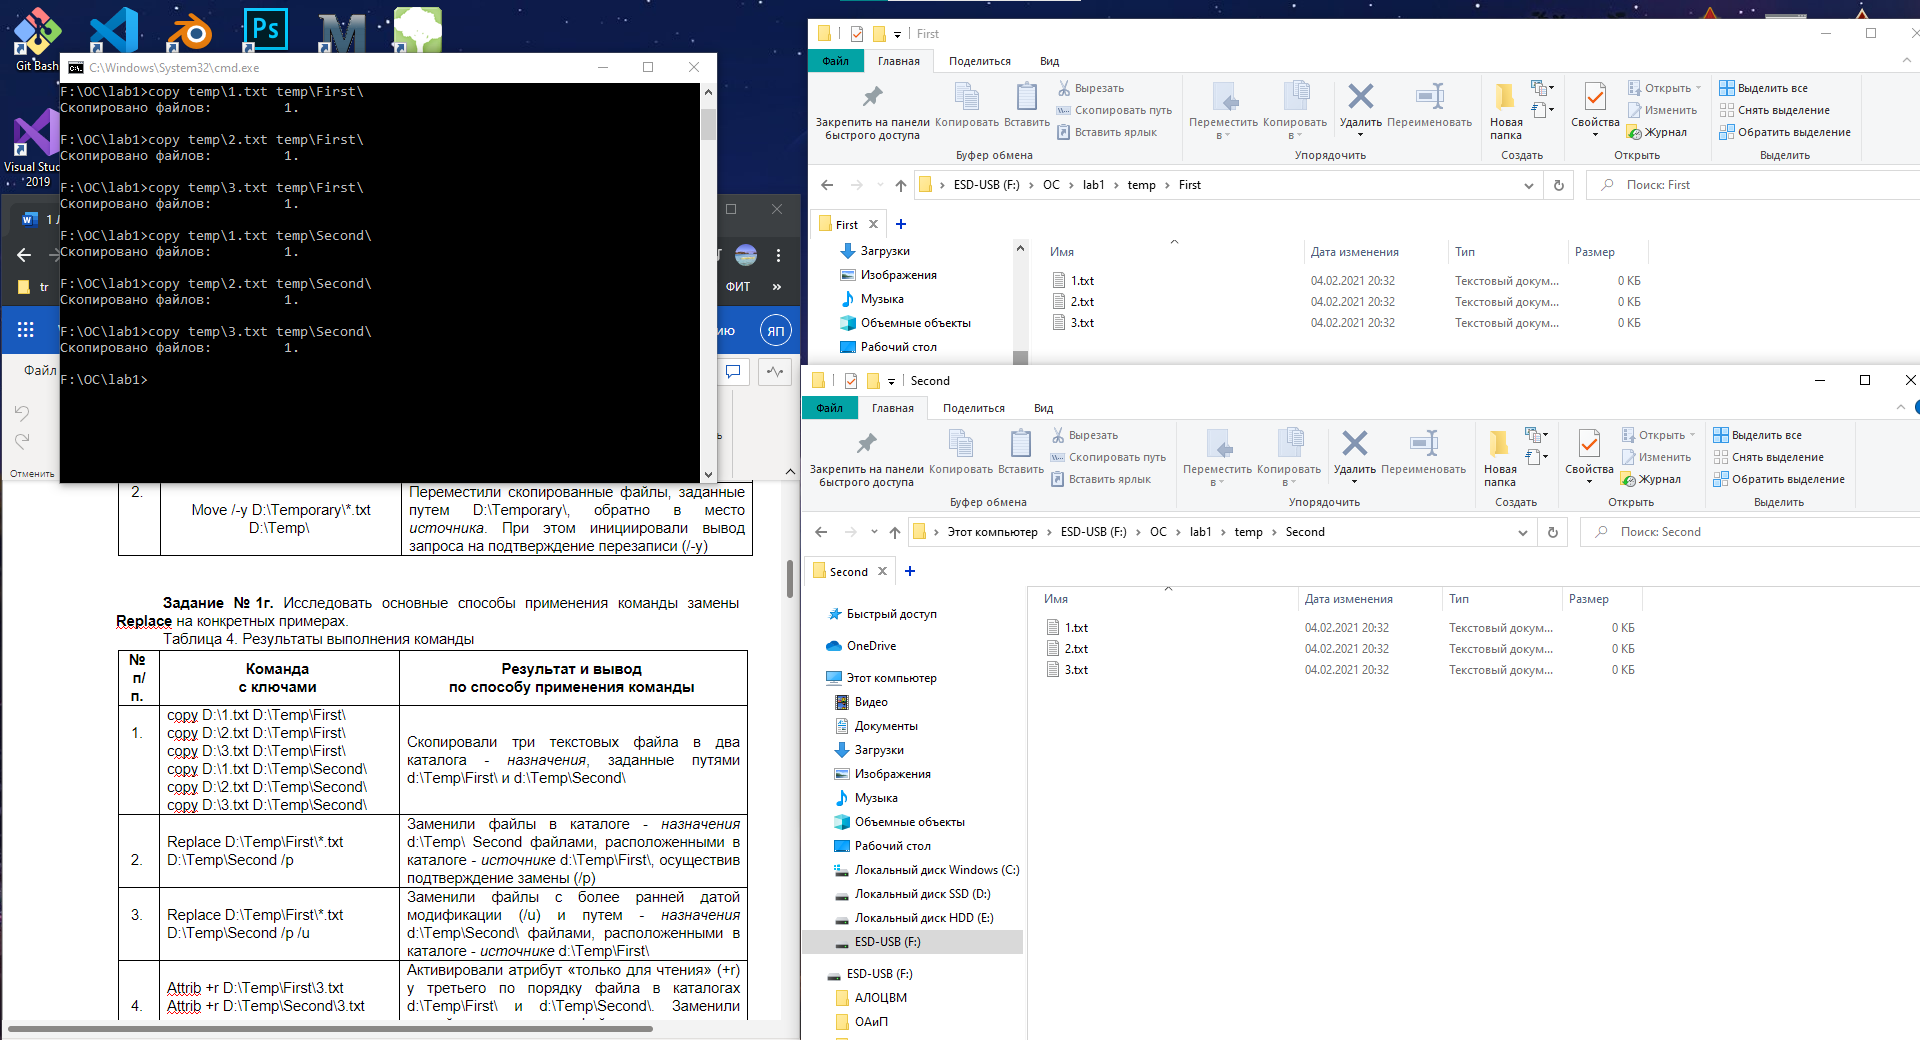 Git Bash
Visual Stud
2019
Ps
C:\Windows\System32\cmd.exe
F:\OC\lab1>copy temp\1.txt temp\First\
Скопировано файлов:         1.
F:\OC\lab1>copy temp\2.txt temp\First\
Скопировано файлов:         1.
F:\OC\lab1>copy temp\3.txt temp\First\
Скопировано файлов:         1.
F:\OC\lab1>copy temp\1.txt temp\Second\
Скопировано файлов:         1.
F:\OC\lab1>copy temp\2.txt temp\Second\
Скопировано файлов:         1.
F:\OC\lab1>copy temp\3.txt temp\Second\
Скопировано файлов:         1.
F:\OC\lab1>
tr
ФИТ
»
ЯП
Файл
Отменить
2.
Move /-y D:\Temporary\*.txt
D:\Temp\
Переместили скопированные файлы, заданные
путем D:\Temporary\, обратно в место
источника. При этом инициировали вывод
запроса на подтверждение перезаписи (/-y)
Задание № 1г. Исследовать основные способы применения команды замены
Replace на конкретных примерах.
Таблица 4. Результаты выполнения команды
№
п/
п.
Команда
с ключами
Результат и вывод
по способу применения команды
1.
copy D:\1.txt D:\Temp\First\
copy D:\2.txt D:\Temp\First\
copy D:\3.txt D:\Temp\First\
copy D:\1.txt D:\Temp\Second\
copy D:\2.txt D:\Temp\Second\
copy D:\3.txt D:\Temp\Second\
Скопировали три текстовых файла в два
каталога - назначения, заданные путями
d:\Temp\First\ и d:\Temp\Second\
2.
Replace D:\Temp\First\*.txt
D:\Temp\Second /p
Заменили файлы в каталоге - назначения
d:\Temp\ Second файлами, расположенными в
каталоге - источнике d:\Temp\First\, осуществив
подтверждение замены (/p)
3.
Replace D:\Temp\First\*.txt
D:\Temp\Second /p /u
Заменили файлы с более ранней датой
модификации (/u) и путем - назначения
d:\Temp\Second\ файлами, расположенными в
каталоге - источнике d:\Temp\First\
4.
Attrib +r D:\Temp\First\3.txt
Attrib +r D:\Temp\Second\3.txt
Активировали атрибут «только для чтения» (+r)
у третьего по порядку файла в каталогах
d:\Temp\First\ и d:\Temp\Second\. Заменили
First
Файл Главная Поделиться Вид
Закрепить на панели
быстрого доступа
Копировать
Вставить
Вырезать
Скопировать путь
Вставить ярлык
Переместить
в
Копировать
в
Удалить
Переименовать
Новая
папка
Свойства
Открыть
Изменить
Журнал
Выделить все
Снять выделение
Обратить выделение
Буфер обмена Упорядочить Создать Открыть Выделить
ESD-USB (F:) › OC › lab1 › temp › First
Поиск: First
First
Загрузки
Изображения
Музыка
Объемные объекты
Рабочий стол
Имя Дата изменения Тип Размер
1.txt 04.02.2021 20:32 Текстовый докум... 0 КБ
2.txt 04.02.2021 20:32 Текстовый докум... 0 КБ
3.txt 04.02.2021 20:32 Текстовый докум... 0 КБ
Second
Файл Главная Поделиться Вид
Закрепить на панели
быстрого доступа
Копировать
Вставить
Вырезать
Скопировать путь
Вставить ярлык
Переместить
в
Копировать
в
Удалить
Переименовать
Новая
папка
Свойства
Открыть
Изменить
Журнал
Выделить все
Снять выделение
Обратить выделение
Буфер обмена Упорядочить Создать Открыть Выделить
Этот компьютер › ESD-USB (F:) › OC › lab1 › temp › Second
Поиск: Second
Second
Быстрый доступ
OneDrive
Этот компьютер
Видео
Документы
Загрузки
Изображения
Музыка
Объемные объекты
Рабочий стол
Локальный диск Windows (C:)
Локальный диск SSD (D:)
Локальный диск HDD (E:)
ESD-USB (F:)
ESD-USB (F:)
АЛОЦВМ
ОАиП
Имя Дата изменения Тип Размер
1.txt 04.02.2021 20:32 Текстовый докум... 0 КБ
2.txt 04.02.2021 20:32 Текстовый докум... 0 КБ
3.txt 04.02.2021 20:32 Текстовый докум... 0 КБ